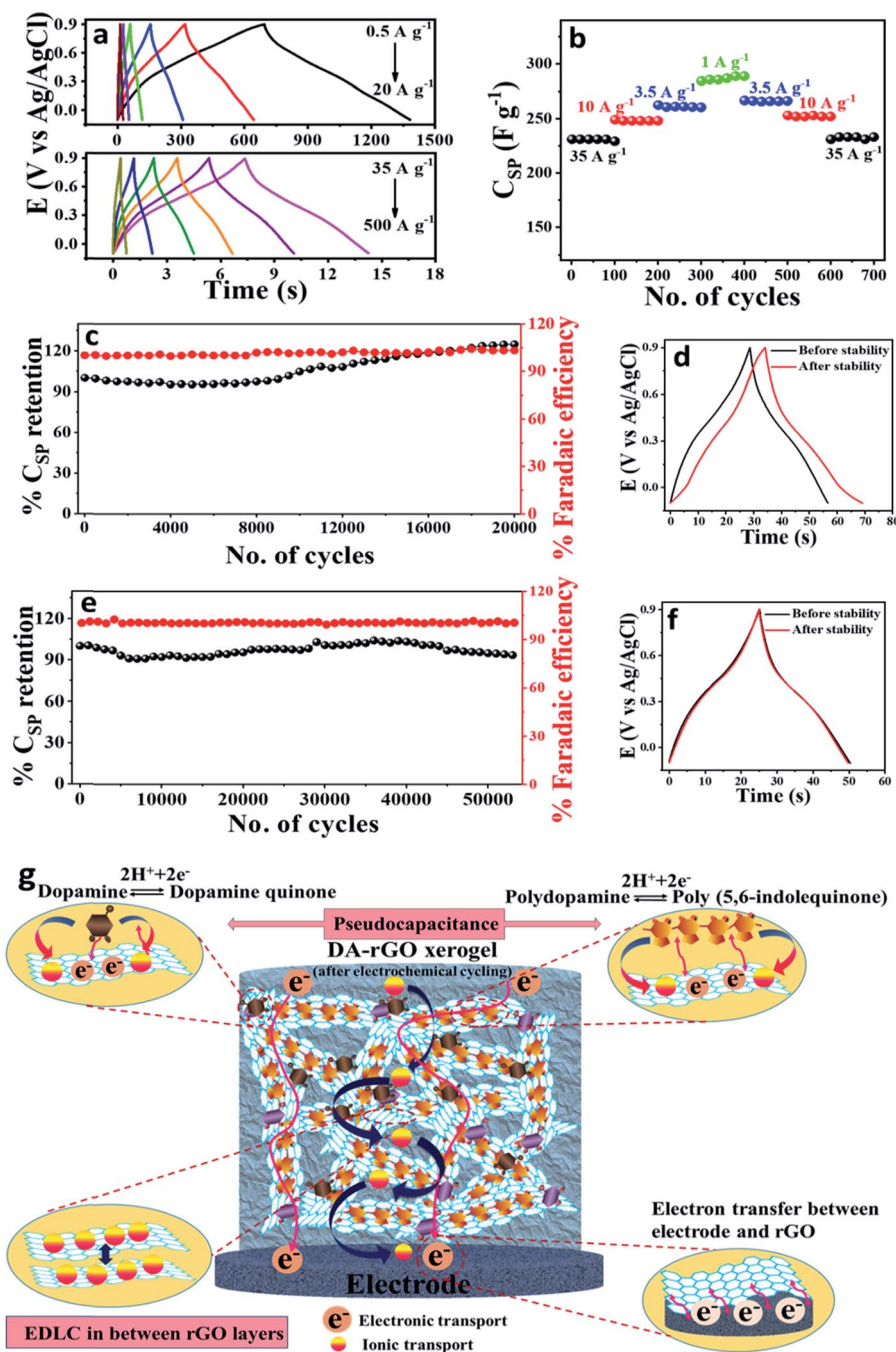 a
E (V vs Ag/AgCl)
0.9
0.6
0.3
0.0
0.5 A g-1
20 A g-1
0 300 600 900 1200 1500
0.9
0.6
0.3
0.0
35 A g-1
500 A g-1
0 3 6 9 12 15 18
Time (s)
b
CSP (F g-1)
300
250
200
150
1 A g-1
3.5 A g-1
3.5 A g-1
10 A g-1
10 A g-1
35 A g-1
35 A g-1
0 100 200 300 400 500 600 700
No. of cycles
c
% CSP retention
120
90
60
30
0
120
90
60
30
0
% Faradaic efficiency
0 4000 8000 12000 16000 20000
No. of cycles
d
E (V vs Ag/AgCl)
0.9
0.6
0.3
0.0
Before stability
After stability
0 10 20 30 40 50 60 70 80
Time (s)
e
% CSP retention
120
90
60
30
0
120
90
60
30
0
% Faradaic efficiency
0 10000 20000 30000 40000 50000
No. of cycles
f
E (V vs Ag/AgCl)
0.9
0.6
0.3
0.0
Before stability
After stability
0 10 20 30 40 50 60
Time (s)
g
2H++2e-
Dopamine ⇌ Dopamine quinone
2H++2e-
Polydopamine ⇌ Poly (5,6-indolequinone)
Pseudocapacitance
DA-rGO xerogel
(after electrochemical cycling)
e- e-
e- e-
e- e-
e- e-
Electrode
Electron transfer between
electrode and rGO
e- e- e-
EDLC in between rGO layers
e- Electronic transport
Ionic transport